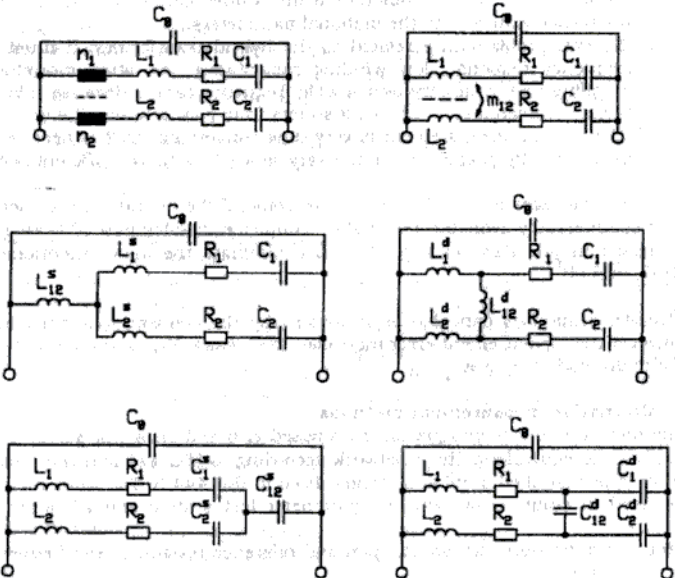 C₀ C₀
n₁ L₁ R₁ C₁ L₁ R₁ C₁
n₂ L₂ R₂ C₂ L₂ m₁₂ R₂ C₂
C₀ C₀
L₁₂ˢ L₁ˢ R₁ C₁ L₁ᵈ R₁ C₁
L₂ˢ R₂ C₂ L₂ᵈ L₁₂ᵈ R₂ C₂
C₀ C₀
L₁ R₁ C₁ˢ C₁₂ˢ L₁ R₁ C₁ᵈ
L₂ R₂ C₂ˢ L₂ R₂ C₁₂ᵈ C₂ᵈ